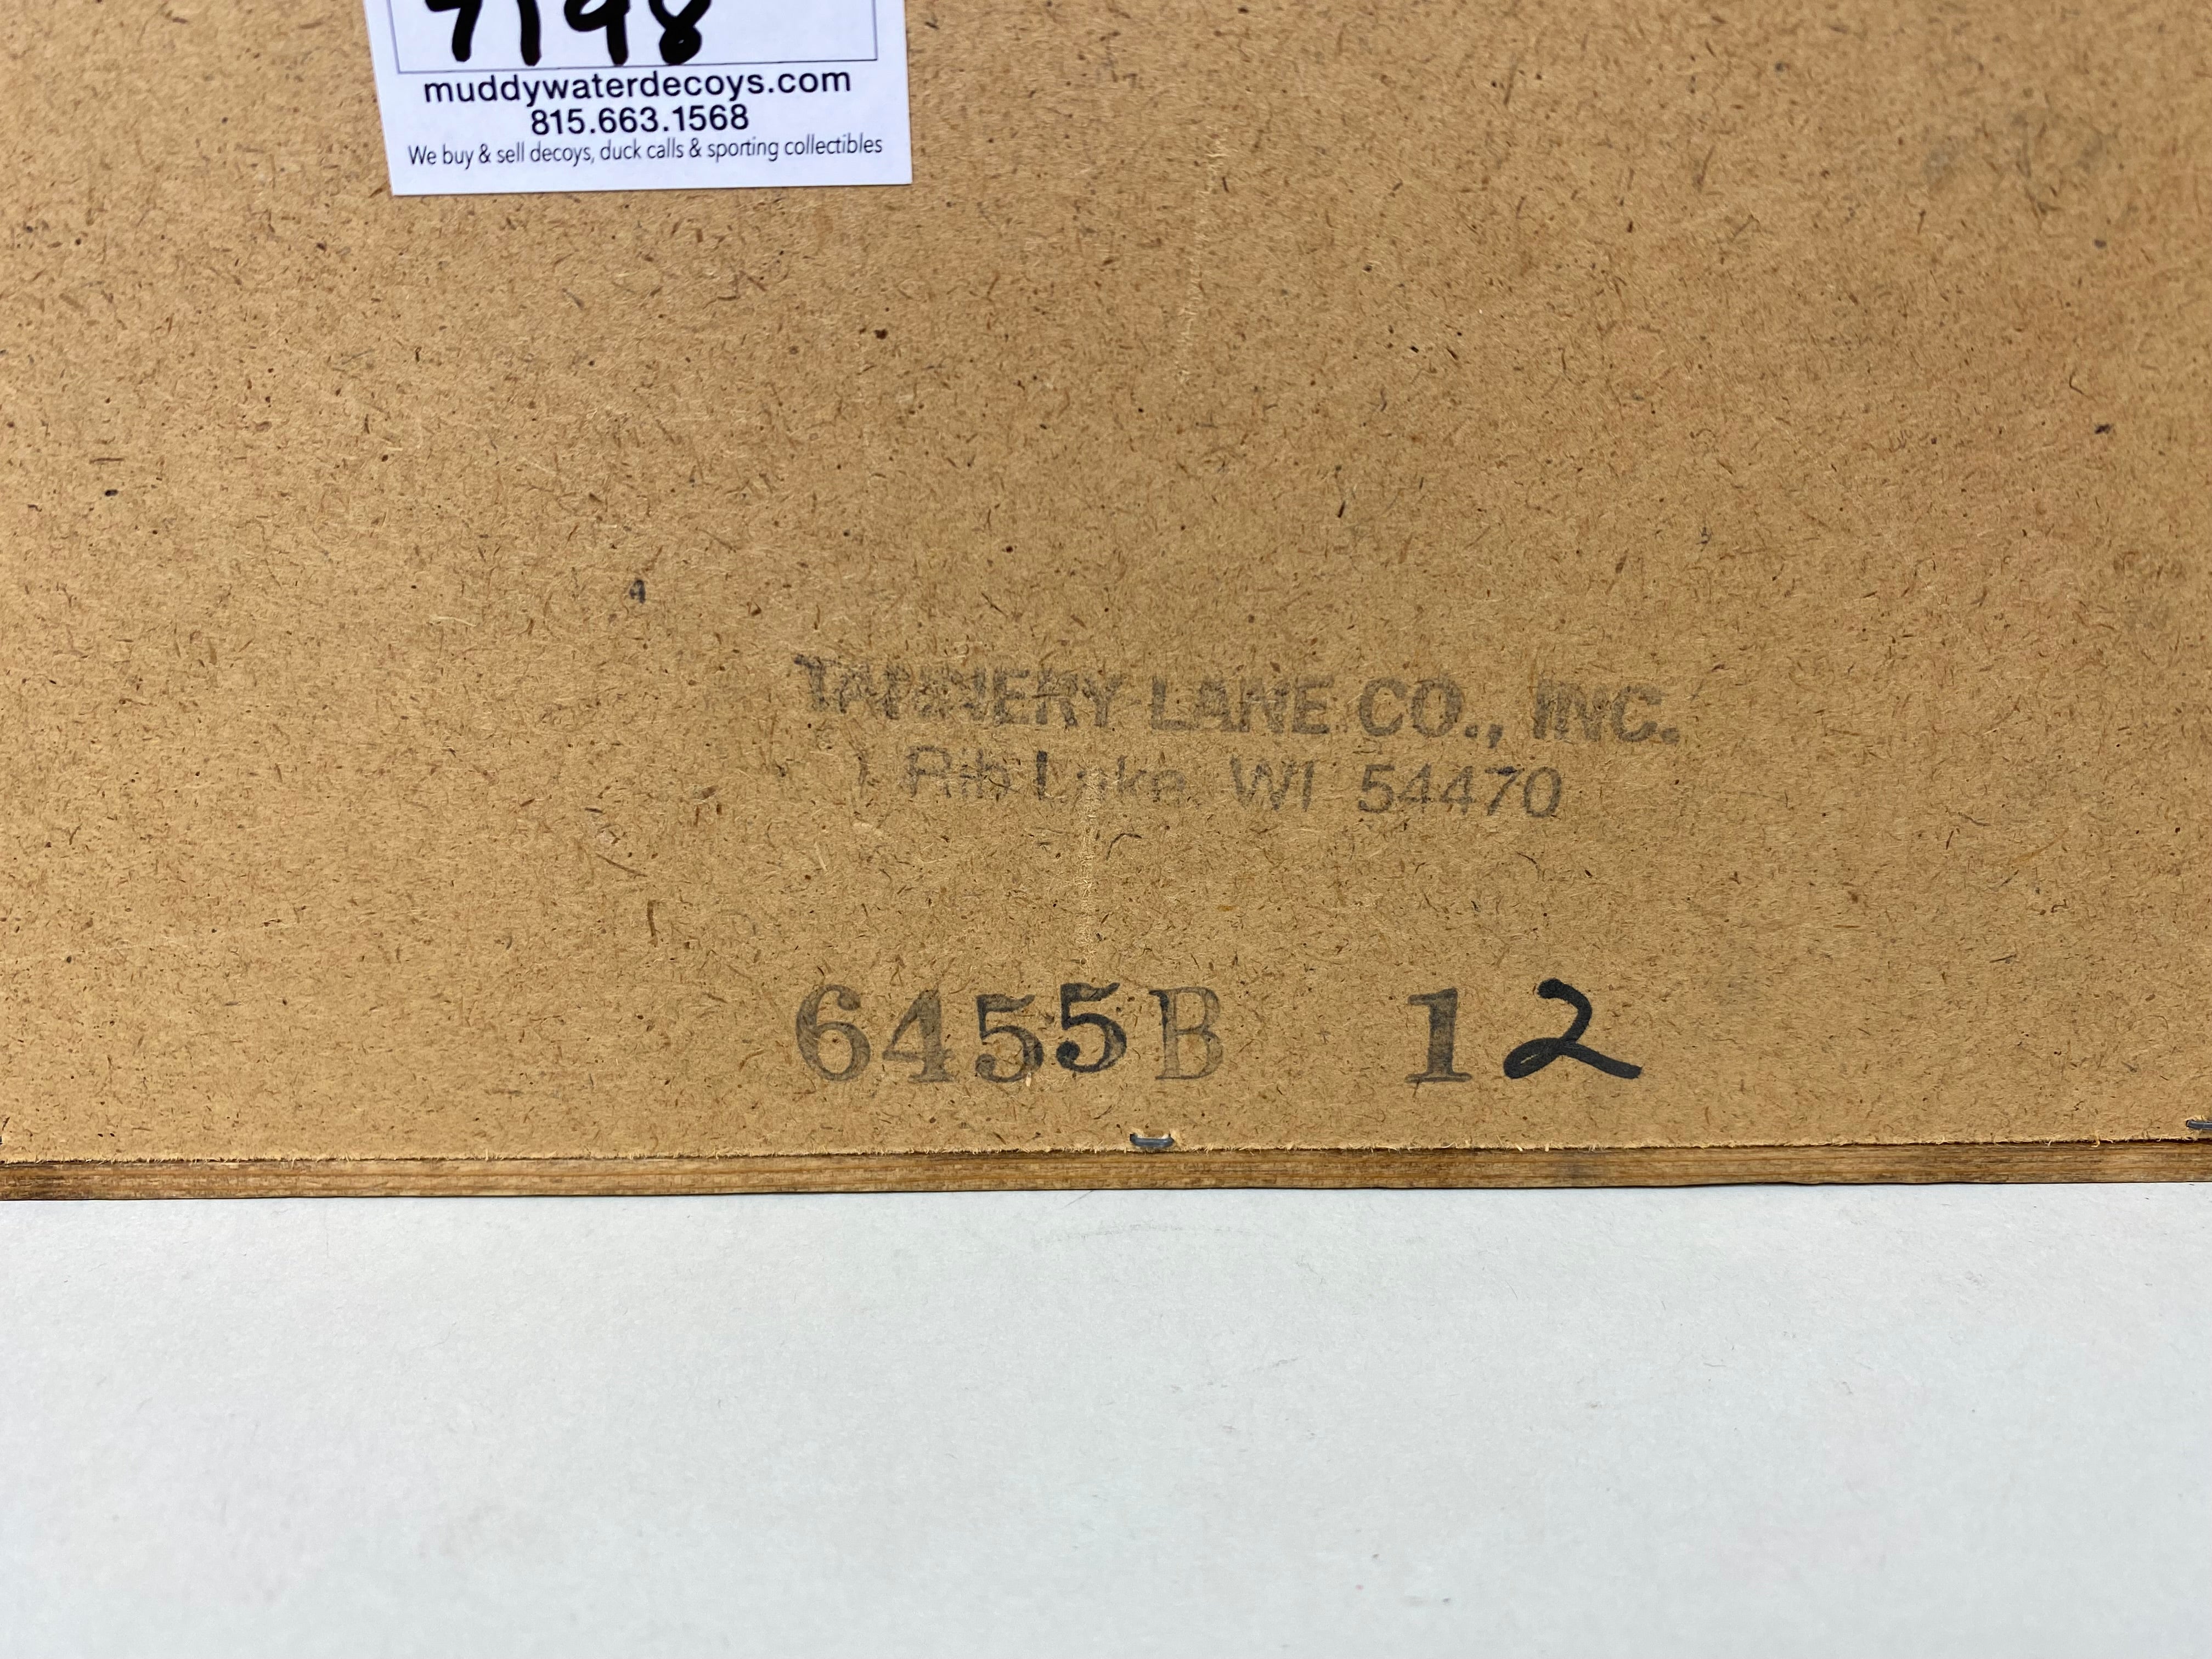 7198
muddywaterdecoys.com
815.663.1568
We buy & sell decoys, duck calls & sporting collectibles
TANNERY LANE CO., INC.
Rib Lake, WI 54470
6455B 12